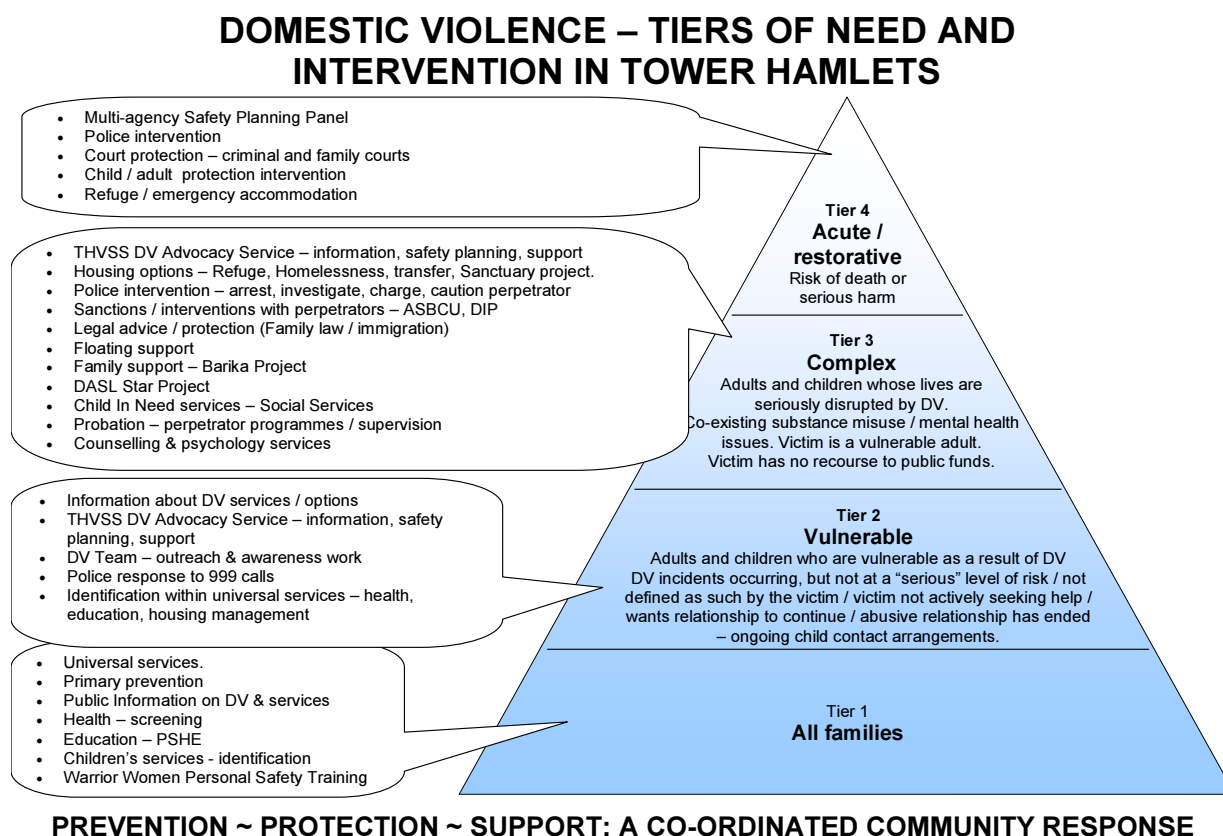 DOMESTIC VIOLENCE – TIERS OF NEED AND
INTERVENTION IN TOWER HAMLETS
• Multi-agency Safety Planning Panel
• Police intervention
• Court protection – criminal and family courts
• Child / adult protection intervention
• Refuge / emergency accommodation
Tier 4
Acute /
restorative
Risk of death or
serious harm
• THVSS DV Advocacy Service – information, safety planning, support
• Housing options – Refuge, Homelessness, transfer, Sanctuary project.
• Police intervention – arrest, investigate, charge, caution perpetrator
• Sanctions / interventions with perpetrators – ASBCU, DIP
• Legal advice / protection (Family law / immigration)
• Floating support
• Family support – Barika Project
• DASL Star Project
• Child In Need services – Social Services
• Probation – perpetrator programmes / supervision
• Counselling & psychology services
Tier 3
Complex
Adults and children whose lives are
seriously disrupted by DV.
Co-existing substance misuse / mental health
issues. Victim is a vulnerable adult.
Victim has no recourse to public funds.
• Information about DV services / options
• THVSS DV Advocacy Service – information, safety
planning, support
• DV Team – outreach & awareness work
• Police response to 999 calls
• Identification within universal services – health,
education, housing management
Tier 2
Vulnerable
Adults and children who are vulnerable as a result of DV
DV incidents occurring, but not at a “serious” level of risk / not
defined as such by the victim / victim not actively seeking help /
wants relationship to continue / abusive relationship has ended
– ongoing child contact arrangements.
• Universal services.
• Primary prevention
• Public Information on DV & services
• Health – screening
• Education – PSHE
• Children’s services - identification
• Warrior Women Personal Safety Training
Tier 1
All families
PREVENTION ~ PROTECTION ~ SUPPORT: A CO-ORDINATED COMMUNITY RESPONSE